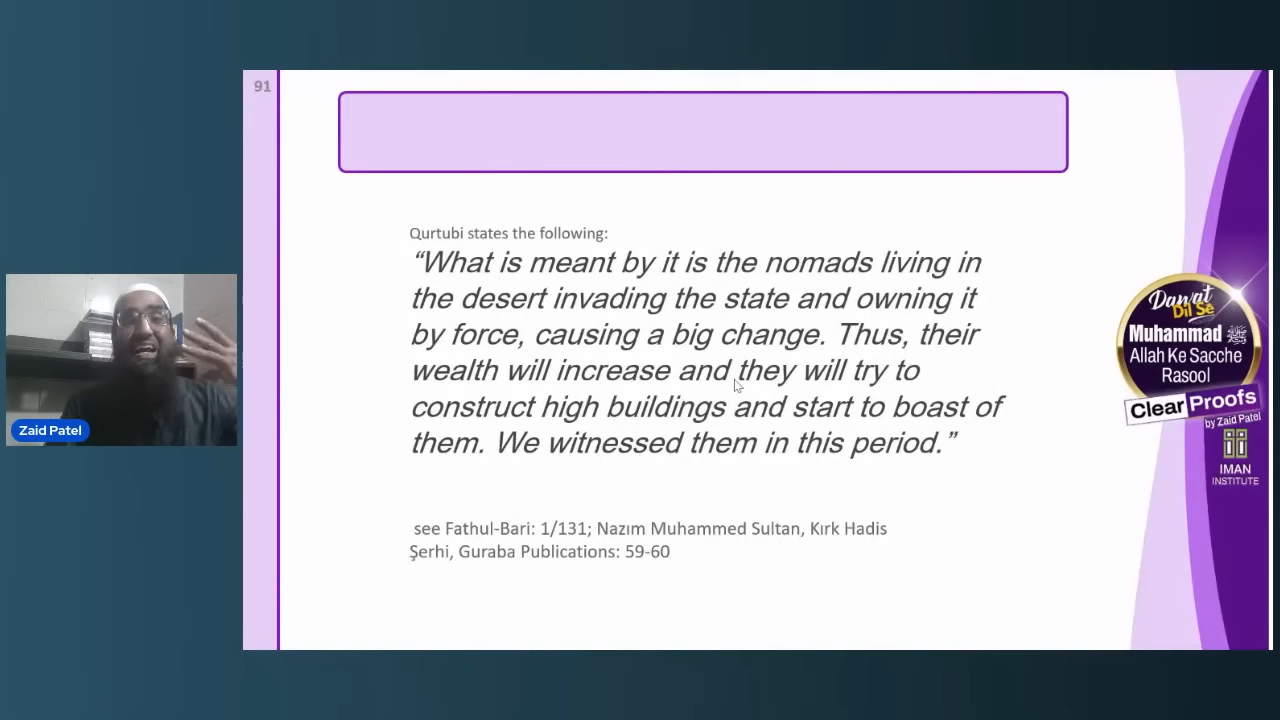 91
Qurtubi states the following:
“What is meant by it is the nomads living in
the desert invading the state and owning it
by force, causing a big change. Thus, their
wealth will increase and they will try to
construct high buildings and start to boast of
them. We witnessed them in this period.”
see Fathul-Bari: 1/131; Nazım Muhammed Sultan, Kırk Hadis
Şerhi, Guraba Publications: 59-60
Zaid Patel
Dawat
Dil Se
Muhammad ﷺ
Allah Ke Sacche
Rasool
Clear Proofs
by Zaid Patel
IMAN
INSTITUTE